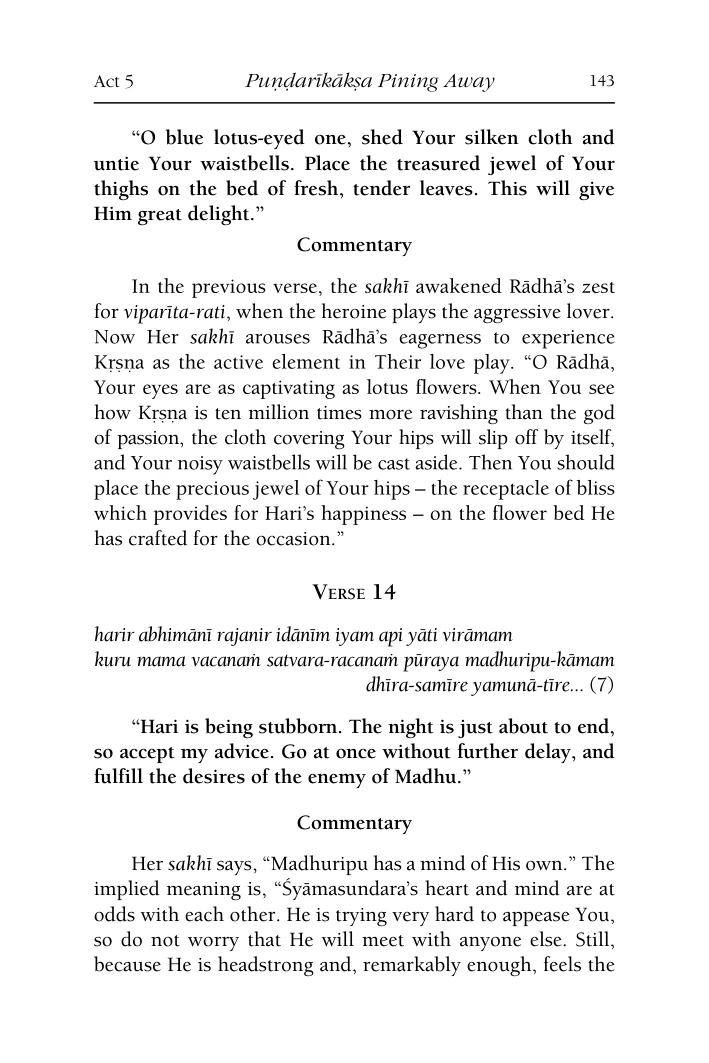 Act 5 Puṇḍarīkākṣa Pining Away 143
“O blue lotus-eyed one, shed Your silken cloth and
untie Your waistbells. Place the treasured jewel of Your
thighs on the bed of fresh, tender leaves. This will give
Him great delight.”
Commentary
In the previous verse, the sakhī awakened Rādhā’s zest
for viparīta-rati, when the heroine plays the aggressive lover.
Now Her sakhī arouses Rādhā’s eagerness to experience
Kṛṣṇa as the active element in Their love play. “O Rādhā,
Your eyes are as captivating as lotus flowers. When You see
how Kṛṣṇa is ten million times more ravishing than the god
of passion, the cloth covering Your hips will slip off by itself,
and Your noisy waistbells will be cast aside. Then You should
place the precious jewel of Your hips – the receptacle of bliss
which provides for Hari’s happiness – on the flower bed He
has crafted for the occasion.”
Verse 14
harir abhimānī rajanir idānīm iyam api yāti virāmam
kuru mama vacanaṁ satvara-racanaṁ pūraya madhuripu-kāmam
dhīra-samīre yamunā-tīre... (7)
“Hari is being stubborn. The night is just about to end,
so accept my advice. Go at once without further delay, and
fulfill the desires of the enemy of Madhu.”
Commentary
Her sakhī says, “Madhuripu has a mind of His own.” The
implied meaning is, “Śyāmasundara’s heart and mind are at
odds with each other. He is trying very hard to appease You,
so do not worry that He will meet with anyone else. Still,
because He is headstrong and, remarkably enough, feels the